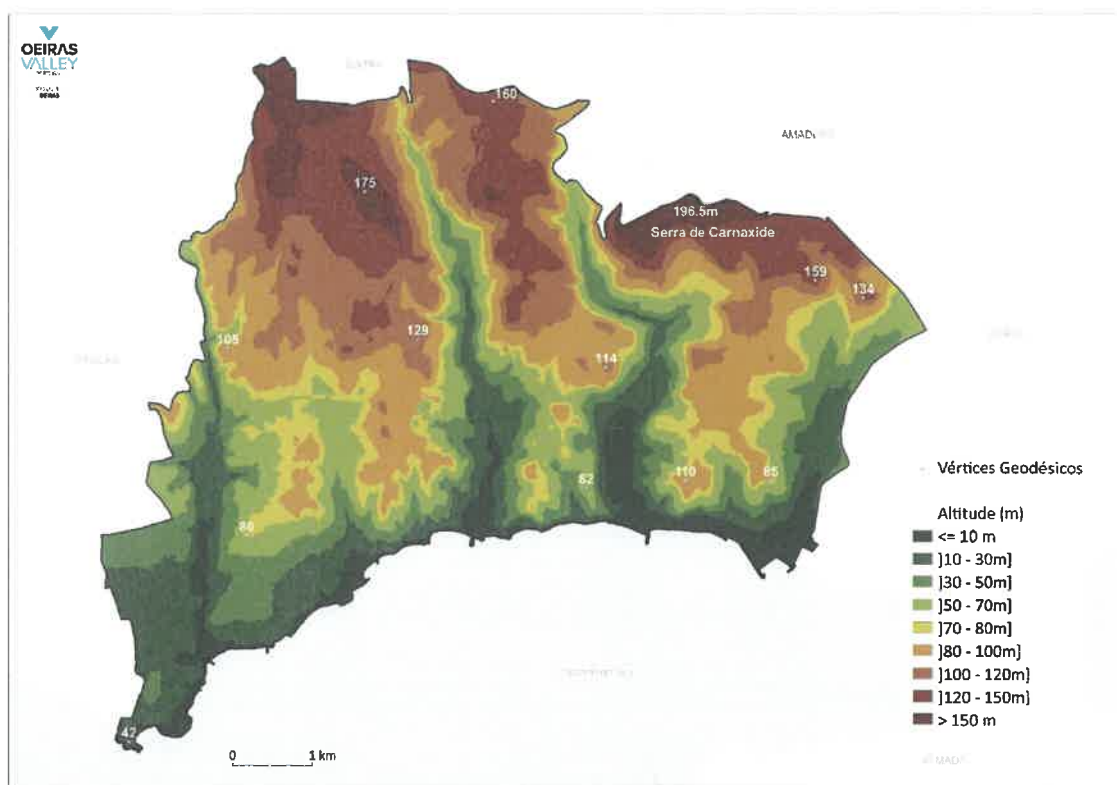 OEIRAS
VALLEY
OEIRAS
160
175
196.5m
Serra de Carnaxide
159
134
129
105
114
110
85
82
86
42
Vértices Geodésicos
Altitude (m)
<= 10 m
]10 - 30m]
]30 - 50m]
]50 - 70m]
]70 - 80m]
]80 - 100m]
]100 - 120m]
]120 - 150m]
> 150 m
0 1 km